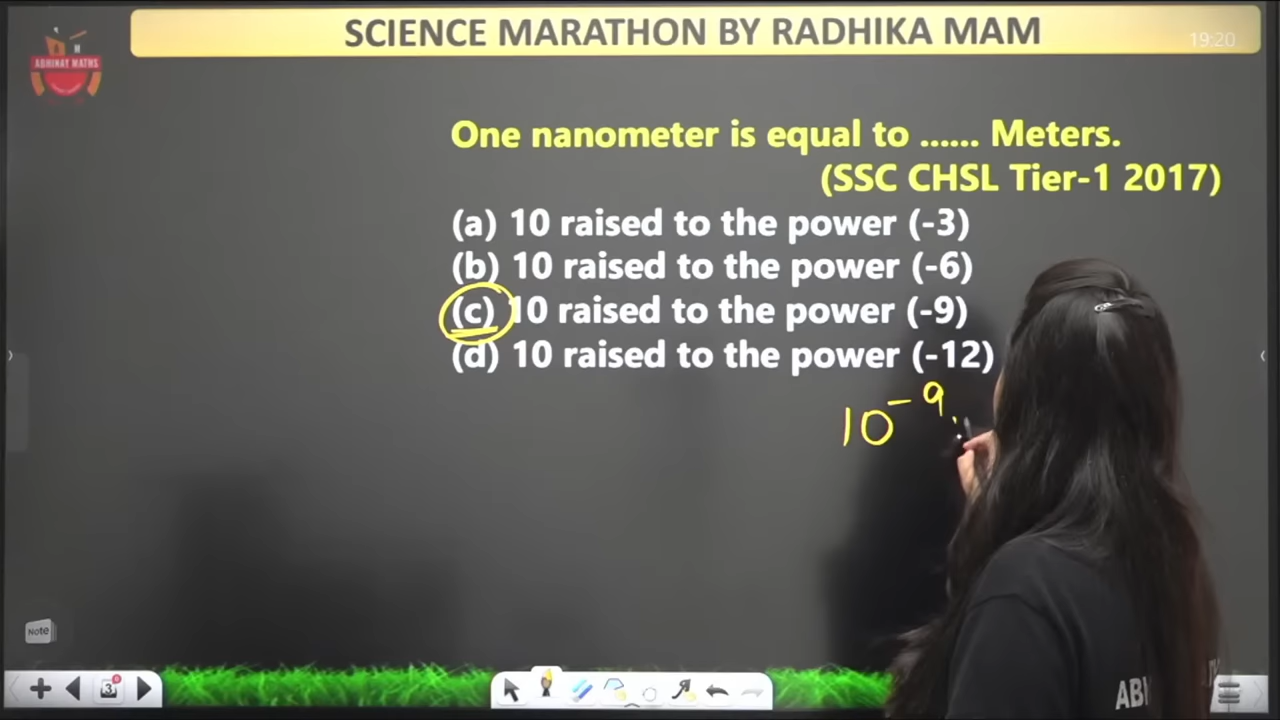 SCIENCE MARATHON BY RADHIKA MAM
19:20
ABHINAY MATHS
One nanometer is equal to ...... Meters.
(SSC CHSL Tier-1 2017)
(a) 10 raised to the power (-3)
(b) 10 raised to the power (-6)
(c) 10 raised to the power (-9)
(d) 10 raised to the power (-12)
10⁻⁹
Note
3